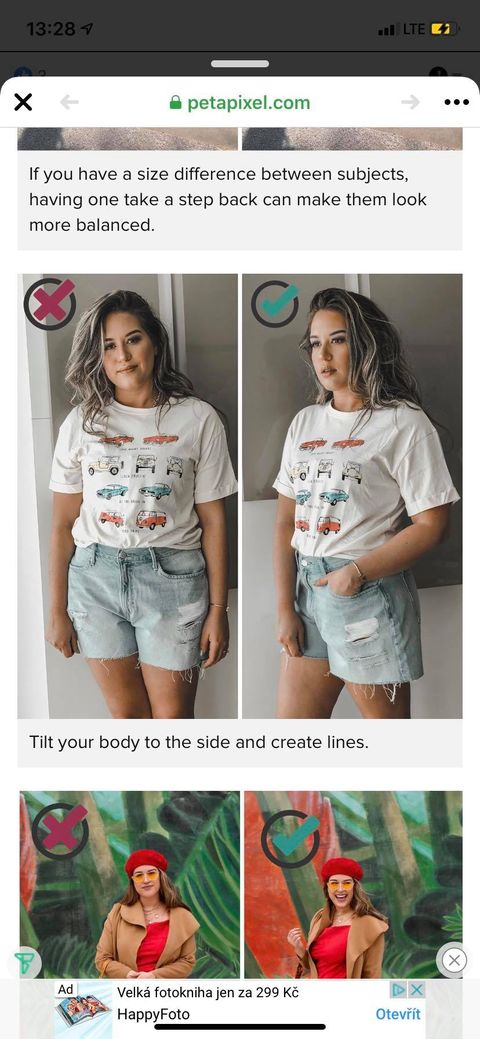 13:28
LTE
petapixel.com
If you have a size difference between subjects,
having one take a step back can make them look
more balanced.
Tilt your body to the side and create lines.
Ad
Velká fotokniha jen za 299 Kč
HappyFoto
Otevřít